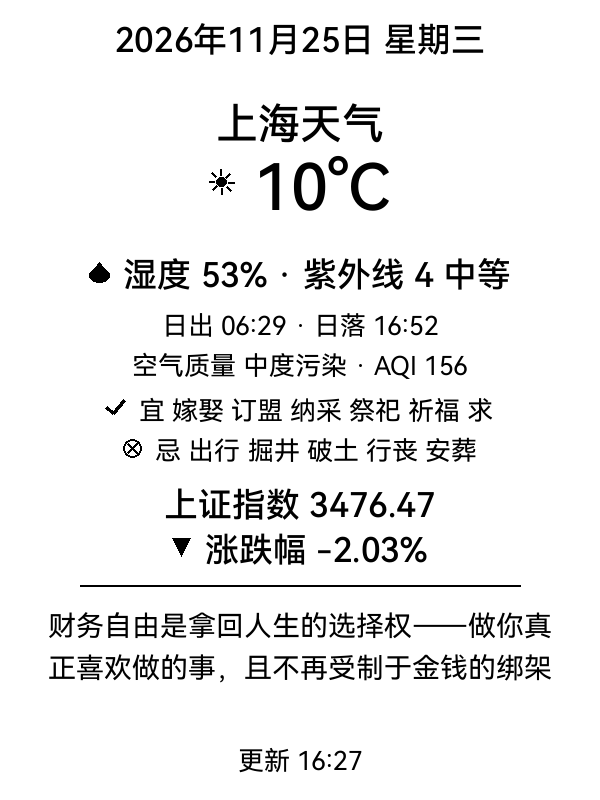 2026年11月25日 星期三
上海天气
10°C
湿度 53% · 紫外线 4 中等
日出 06:29 · 日落 16:52
空气质量 中度污染 · AQI 156
宜 嫁娶 订盟 纳采 祭祀 祈福 求
忌 出行 掘井 破土 行丧 安葬
上证指数 3476.47
▼ 涨跌幅 -2.03%
财务自由是拿回人生的选择权——做你真
正喜欢做的事，且不再受制于金钱的绑架
更新 16:27